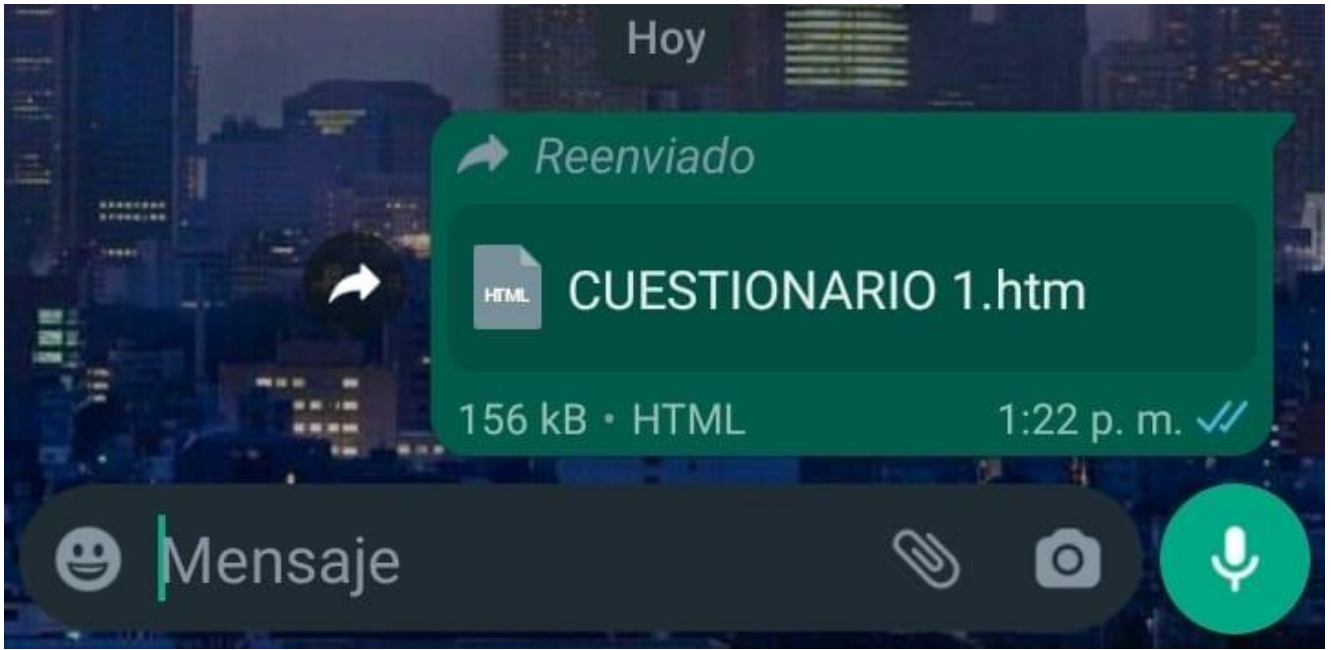 Hoy
Reenviado
HTML
CUESTIONARIO 1.htm
156 kB • HTML
1:22 p. m.
Mensaje